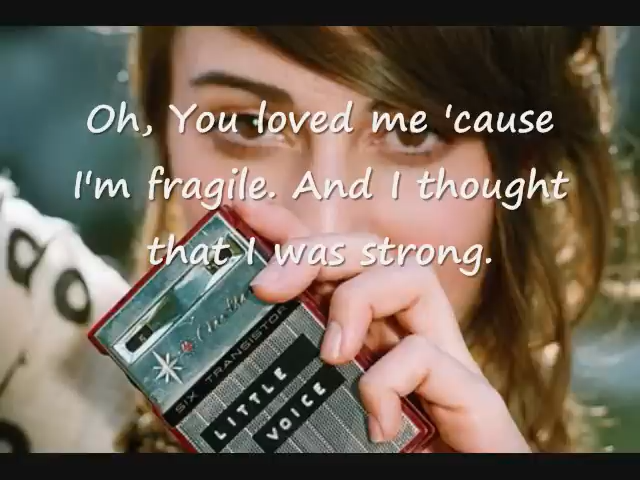 Oh, You loved me 'cause
I'm fragile. And I thought
that I was strong.
SIX TRANSISTOR
LITTLE
VOICE